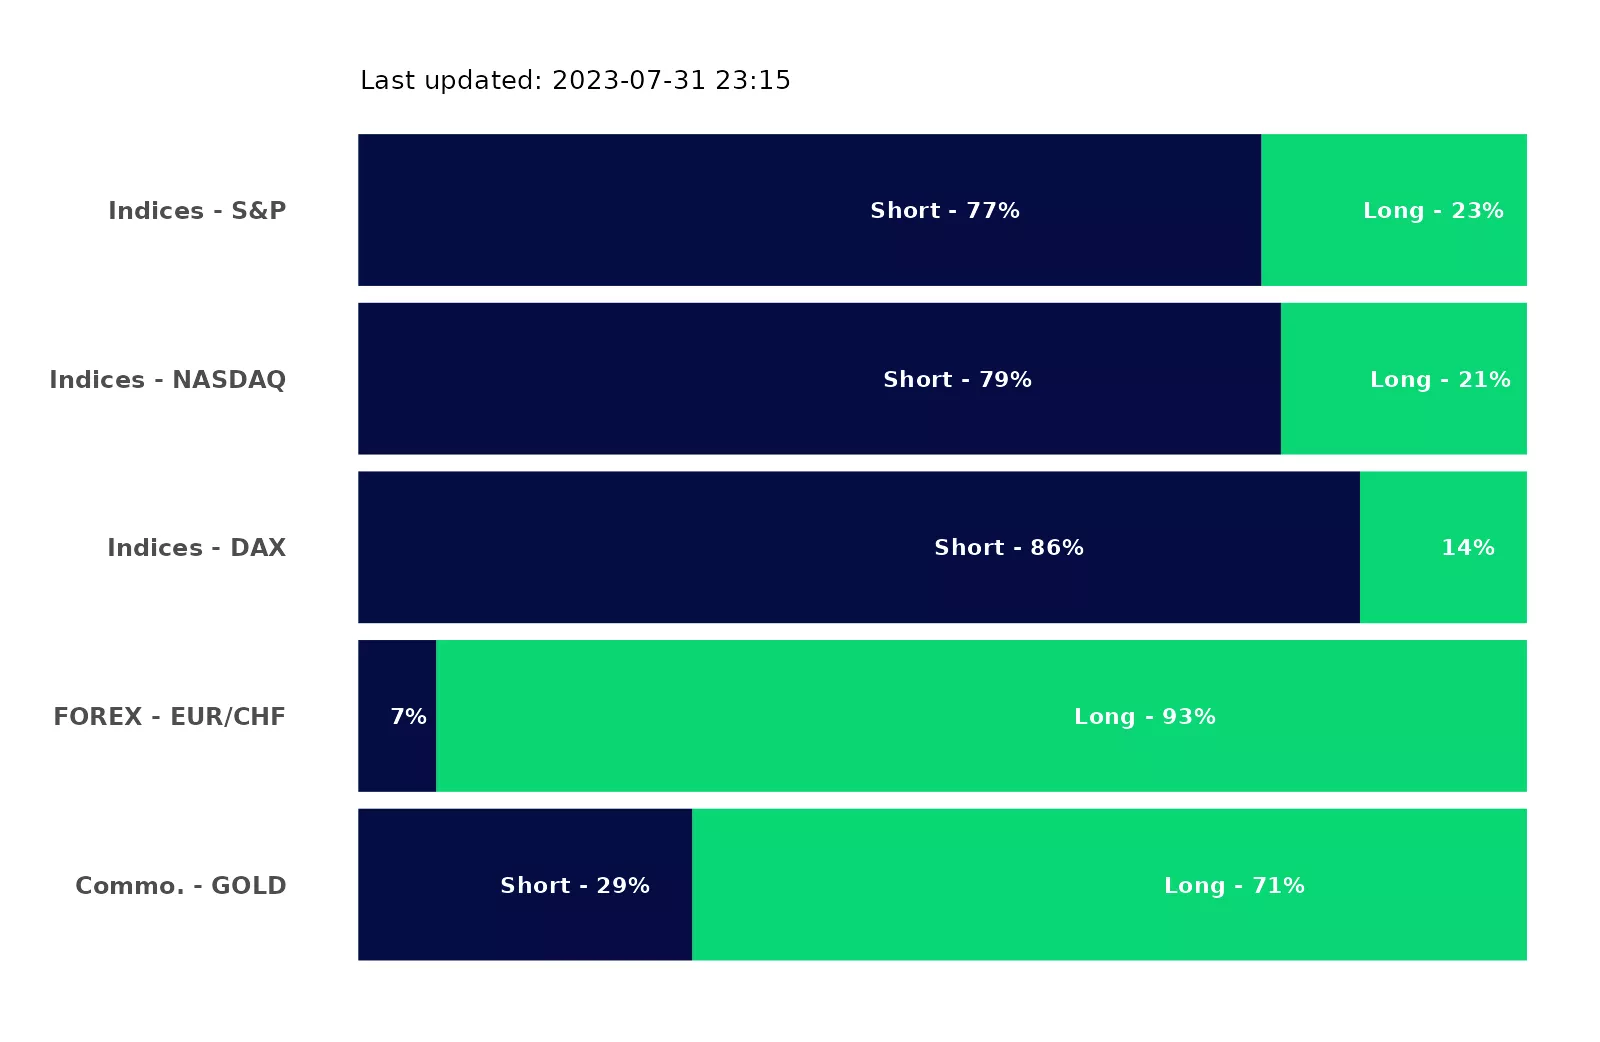 Last updated: 2023-07-31 23:15
Indices - S&P
Short - 77%
Long - 23%
Indices - NASDAQ
Short - 79%
Long - 21%
Indices - DAX
Short - 86%
14%
FOREX - EUR/CHF
7%
Long - 93%
Commo. - GOLD
Short - 29%
Long - 71%